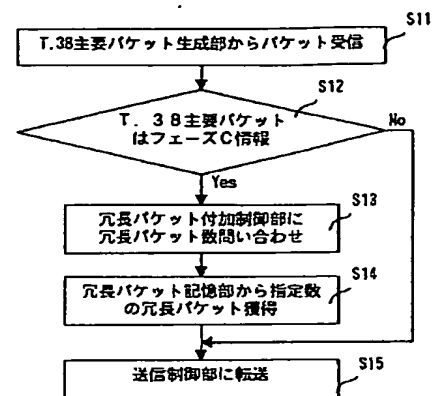 S11
T.38主要パケット生成部からパケット受信
S12
T.38主要パケット
はフェーズC情報
No
Yes
S13
冗長パケット付加制御部に
冗長パケット数問い合わせ
S14
冗長パケット記憶部から指定数
の冗長パケット獲得
S15
送信制御部に転送